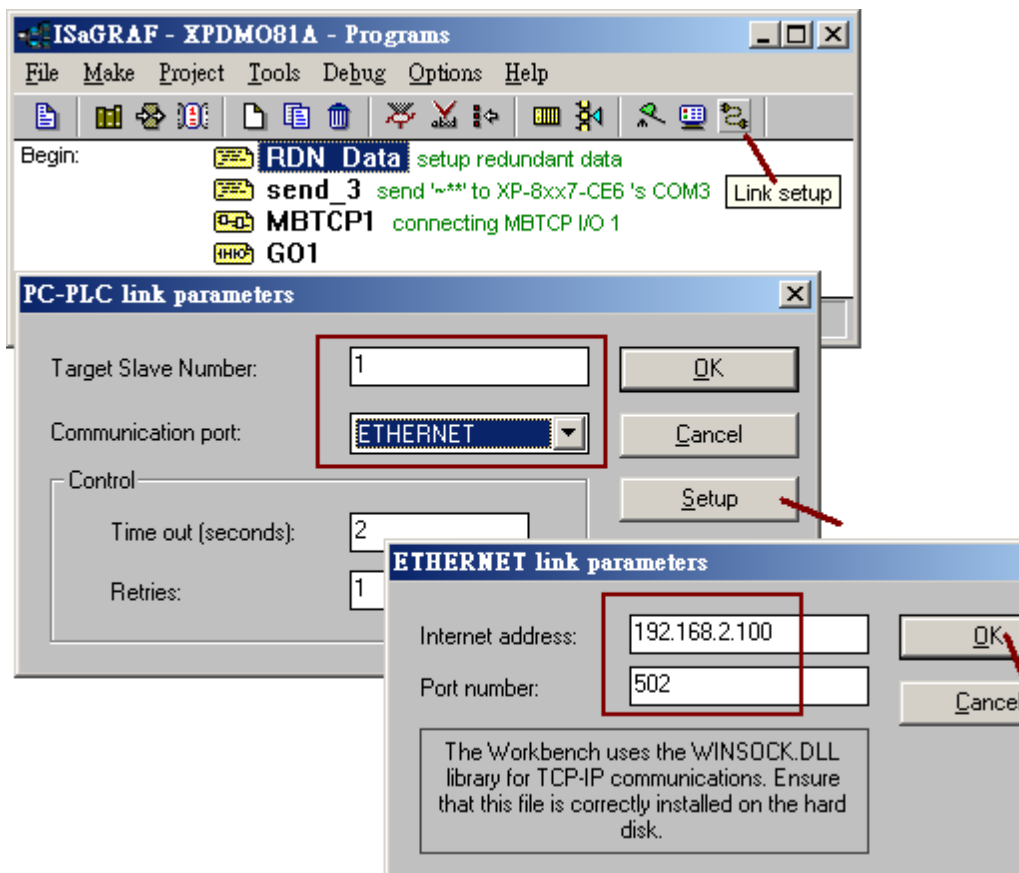 ISaGRAF - XPDMO81A - Programs
File Make Project Tools Debug Options Help
Begin: RDN_Data setup redundant data
send_3 send '~**' to XP-8xx7-CE6 's COM3
Link setup
MBTCP1 connecting MBTCP I/O 1
GO1
PC-PLC link parameters
Target Slave Number: 1 OK
Communication port: ETHERNET Cancel
Control Setup
Time out (seconds): 2
Retries: 1
ETHERNET link parameters
Internet address: 192.168.2.100 OK
Port number: 502 Cancel
The Workbench uses the WINSOCK.DLL
library for TCP-IP communications. Ensure
that this file is correctly installed on the hard
disk.